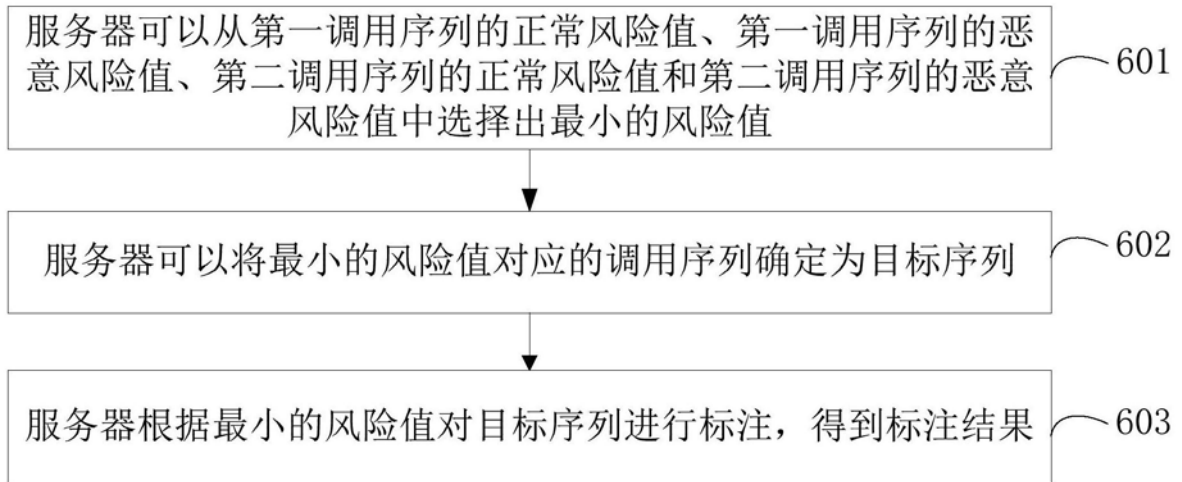 服务器可以从第一调用序列的正常风险值、第一调用序列的恶
意风险值、第二调用序列的正常风险值和第二调用序列的恶意
风险值中选择出最小的风险值
601
服务器可以将最小的风险值对应的调用序列确定为目标序列
602
服务器根据最小的风险值对目标序列进行标注，得到标注结果
603